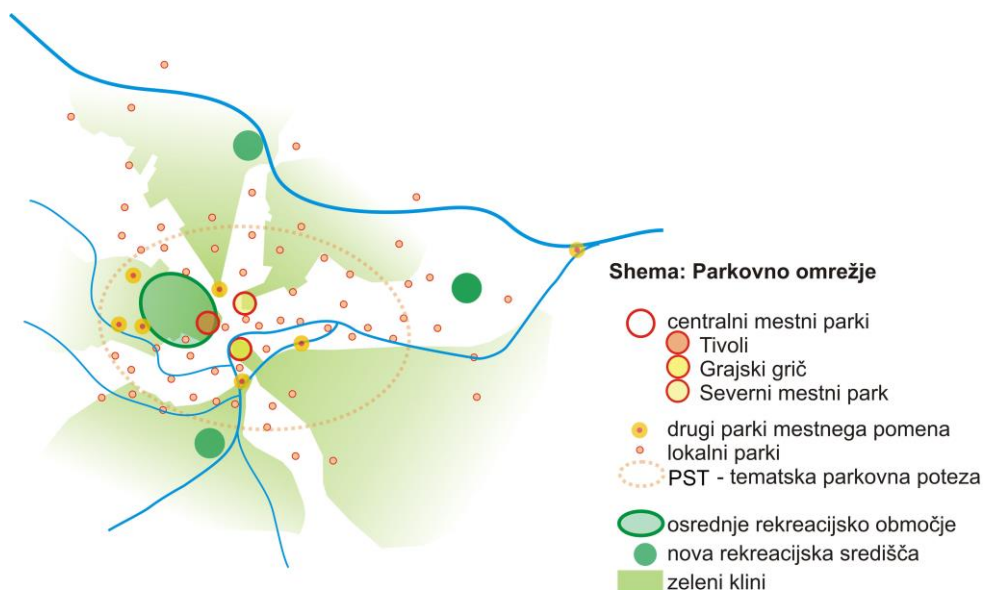 Shema: Parkovno omrežje
centralni mestni parki
Tivoli
Grajski grič
Severni mestni park
drugi parki mestnega pomena
lokalni parki
PST - tematska parkovna poteza
osrednje rekreacijsko območje
nova rekreacijska središča
zeleni klini